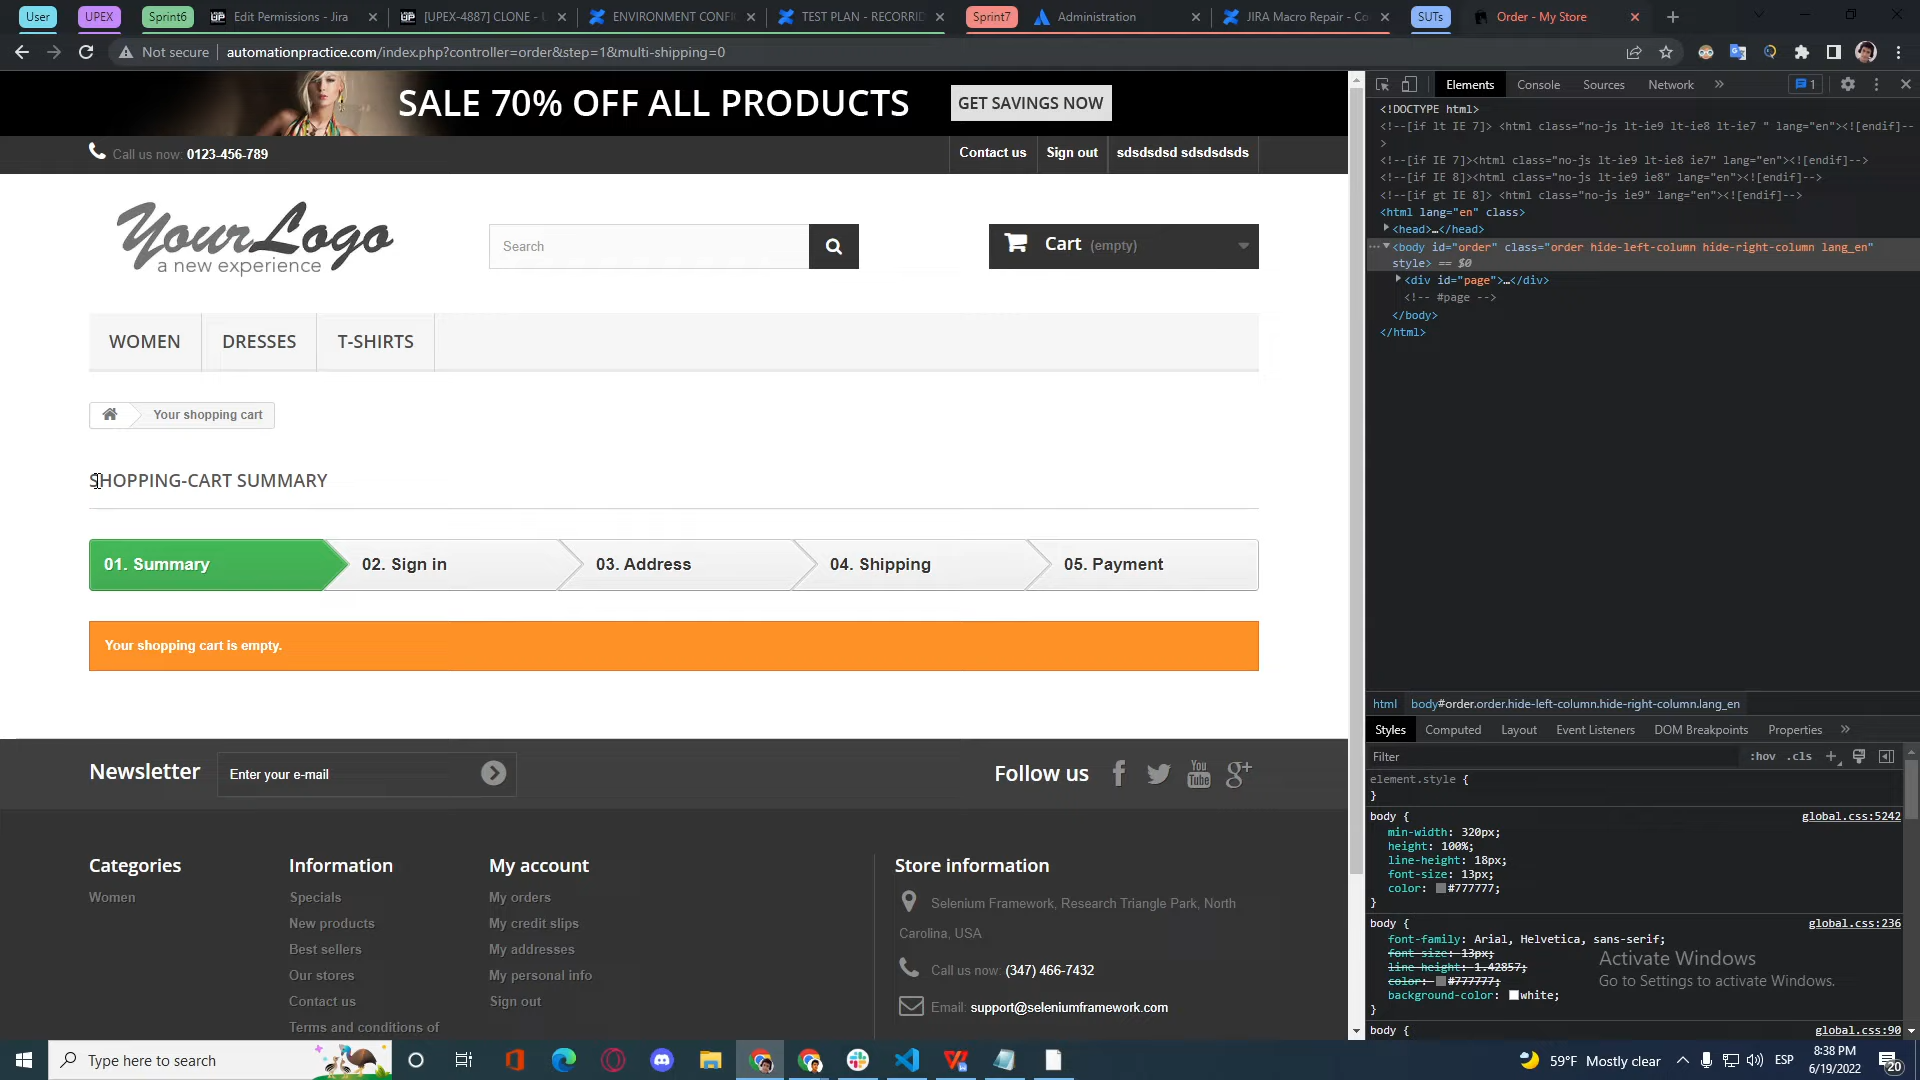 User
UPEX
Sprint6
Edit Permissions - Jira
[UPEX-4887] CLONE - U
ENVIRONMENT CONFI
TEST PLAN - RECORRID
Sprint7
Administration
JIRA Macro Repair - Co
SUTs
Order - My Store
Not secure
automationpractice.com/index.php?controller=order&step=1&multi-shipping=0
SALE 70% OFF ALL PRODUCTS
GET SAVINGS NOW
Call us now: 0123-456-789
Contact us
Sign out
sdsdsdsd sdsdsdsds
YourLogo
a new experience
Search
Cart (empty)
WOMEN
DRESSES
T-SHIRTS
Your shopping cart
SHOPPING-CART SUMMARY
01. Summary
02. Sign in
03. Address
04. Shipping
05. Payment
Your shopping cart is empty.
Newsletter
Enter your e-mail
Follow us
You
Tube
Categories
Women
Information
Specials
New products
Best sellers
Our stores
Contact us
Terms and conditions of
My account
My orders
My credit slips
My addresses
My personal info
Sign out
Store information
Selenium Framework, Research Triangle Park, North
Carolina, USA
Call us now: (347) 466-7432
Email: support@seleniumframework.com
Elements
Console
Sources
Network
»
1
<!DOCTYPE html>
<!--[if lt IE 7]> <html class="no-js lt-ie9 lt-ie8 lt-ie7 " lang="en"><![endif]--
>
<!--[if IE 7]><html class="no-js lt-ie9 lt-ie8 ie7" lang="en"><![endif]-->
<!--[if IE 8]><html class="no-js lt-ie9 ie8" lang="en"><![endif]-->
<!--[if gt IE 8]> <html class="no-js ie9" lang="en"><![endif]-->
<html lang="en" class>
<head>…</head>
<body id="order" class="order hide-left-column hide-right-column lang_en"
style> == $0
<div id="page">…</div>
<!-- #page -->
</body>
</html>
html
body#order.order.hide-left-column.hide-right-column.lang_en
Styles
Computed
Layout
Event Listeners
DOM Breakpoints
Properties
»
Filter
:hov
.cls
element.style {
}
body {
global.css:5242
min-width: 320px;
height: 100%;
line-height: 18px;
font-size: 13px;
color: #777777;
}
body {
global.css:236
font-family: Arial, Helvetica, sans-serif;
font-size: 13px;
line-height: 1.42857;
color: #777777;
background-color: white;
}
body {
global.css:90
Activate Windows
Go to Settings to activate Windows.
Type here to search
59°F Mostly clear
ESP
8:38 PM
6/19/2022
20